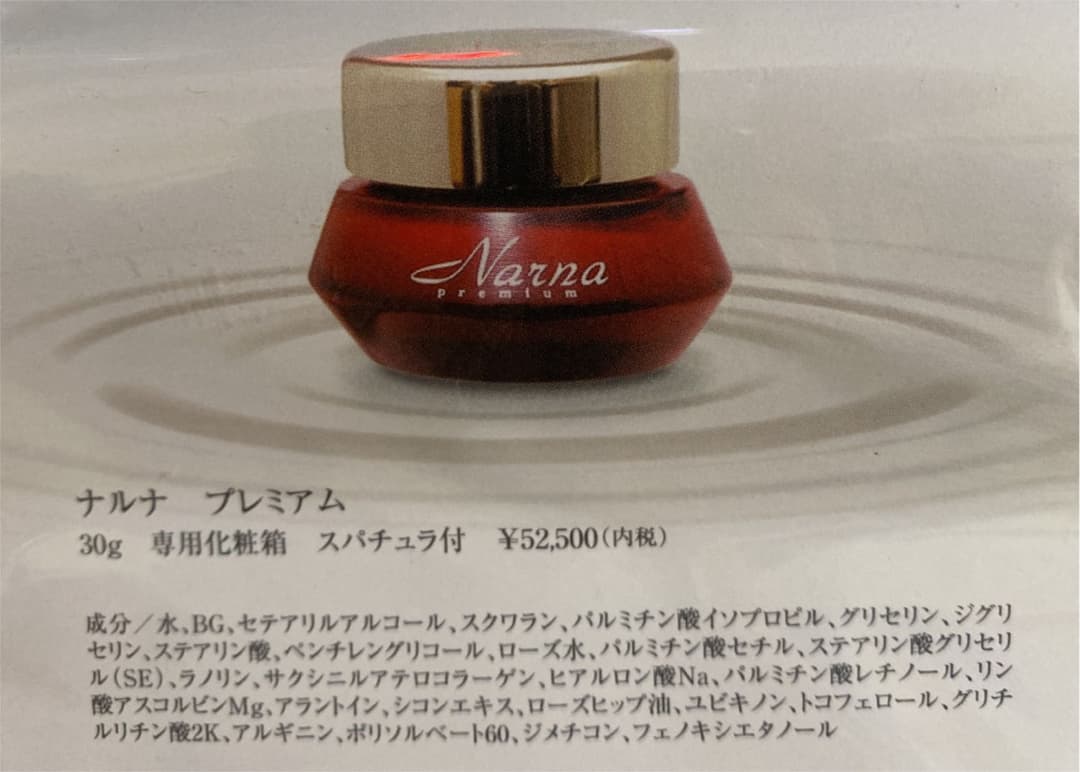 Narna
premium
ナルナ　プレミアム
30g　専用化粧箱　スパチュラ付　¥52,500(内税)
成分／水、BG、セテアリルアルコール、スクワラン、パルミチン酸イソプロピル、グリセリン、ジグリ
セリン、ステアリン酸、ペンチレングリコール、ローズ水、パルミチン酸セチル、ステアリン酸グリセリ
ル(SE)、ラノリン、サクシニルアテロコラーゲン、ヒアルロン酸Na、パルミチン酸レチノール、リン
酸アスコルビンMg、アラントイン、シコンエキス、ローズヒップ油、ユビキノン、トコフェロール、グリチ
ルリチン酸2K、アルギニン、ポリソルベート60、ジメチコン、フェノキシエタノール